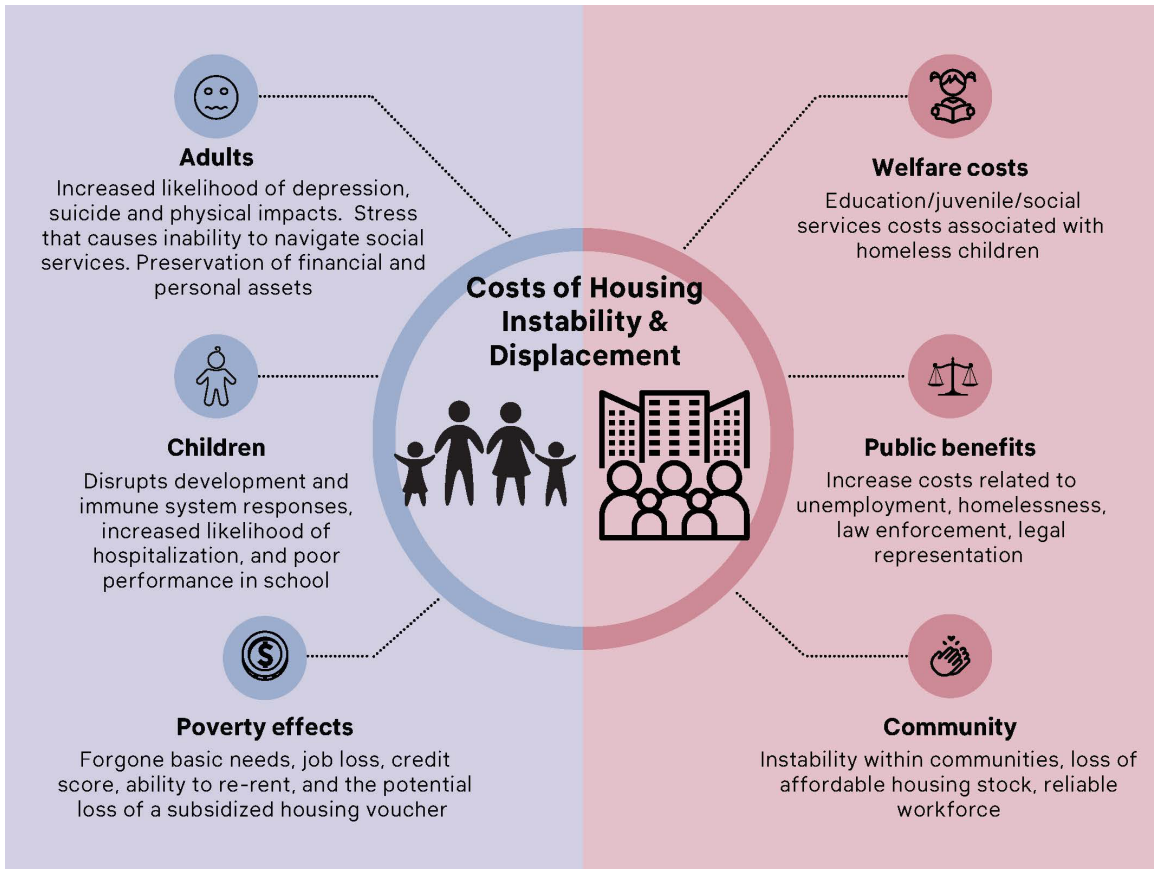 Costs of Housing
Instability &
Displacement
Adults
Increased likelihood of depression,
suicide and physical impacts.  Stress
that causes inability to navigate social
services. Preservation of financial and
personal assets
Children
Disrupts development and
immune system responses,
increased likelihood of
hospitalization, and poor
performance in school
$
Poverty effects
Forgone basic needs, job loss, credit
score, ability to re-rent, and the potential
loss of a subsidized housing voucher
Welfare costs
Education/juvenile/social
services costs associated with
homeless children
Public benefits
Increase costs related to
unemployment, homelessness,
law enforcement, legal
representation
Community
Instability within communities, loss of
affordable housing stock, reliable
workforce